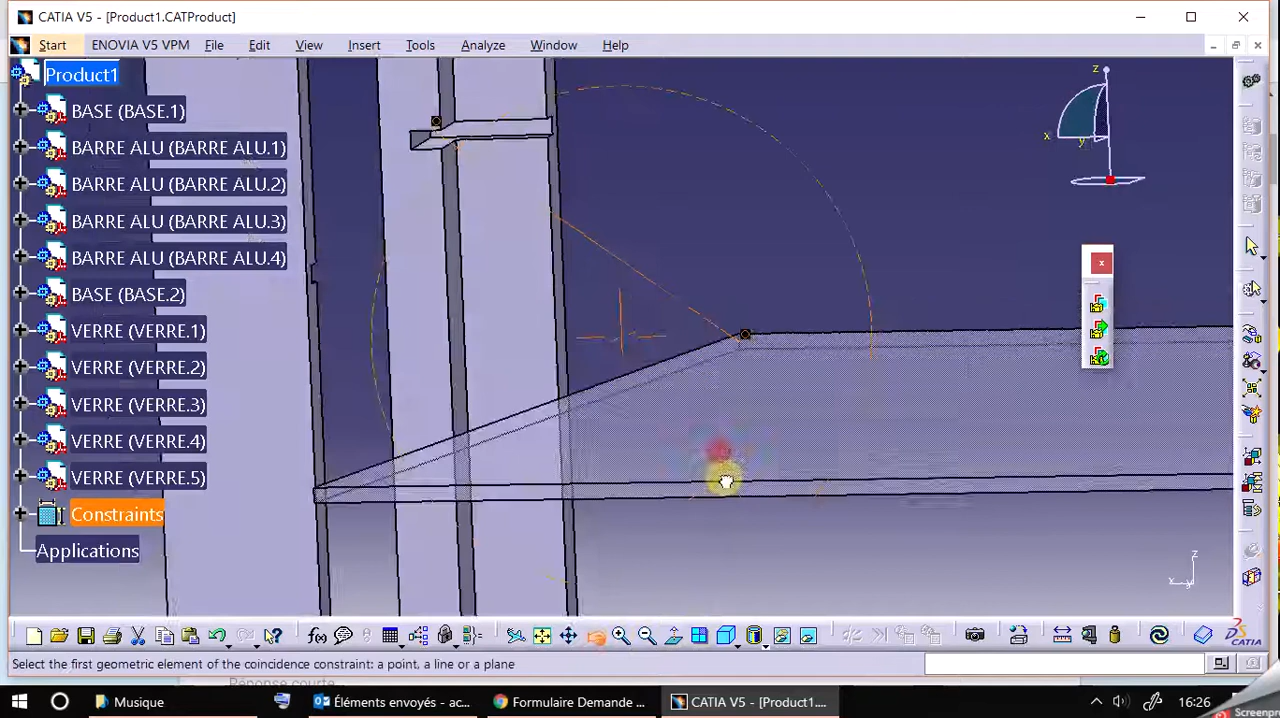 CATIA V5 - [Product1.CATProduct]
Start ENOVIA V5 VPM File Edit View Insert Tools Analyze Window Help
Product1
BASE (BASE.1)
BARRE ALU (BARRE ALU.1)
BARRE ALU (BARRE ALU.2)
BARRE ALU (BARRE ALU.3)
BARRE ALU (BARRE ALU.4)
BASE (BASE.2)
VERRE (VERRE.1)
VERRE (VERRE.2)
VERRE (VERRE.3)
VERRE (VERRE.4)
VERRE (VERRE.5)
Constraints
Applications
z
x
y
z
x
y
CATIA
Select the first geometric element of the coincidence constraint: a point, a line or a plane
Réponse courte
Musique
Éléments envoyés - ac...
Formulaire Demande ...
CATIA V5 - [Product1....
16:26